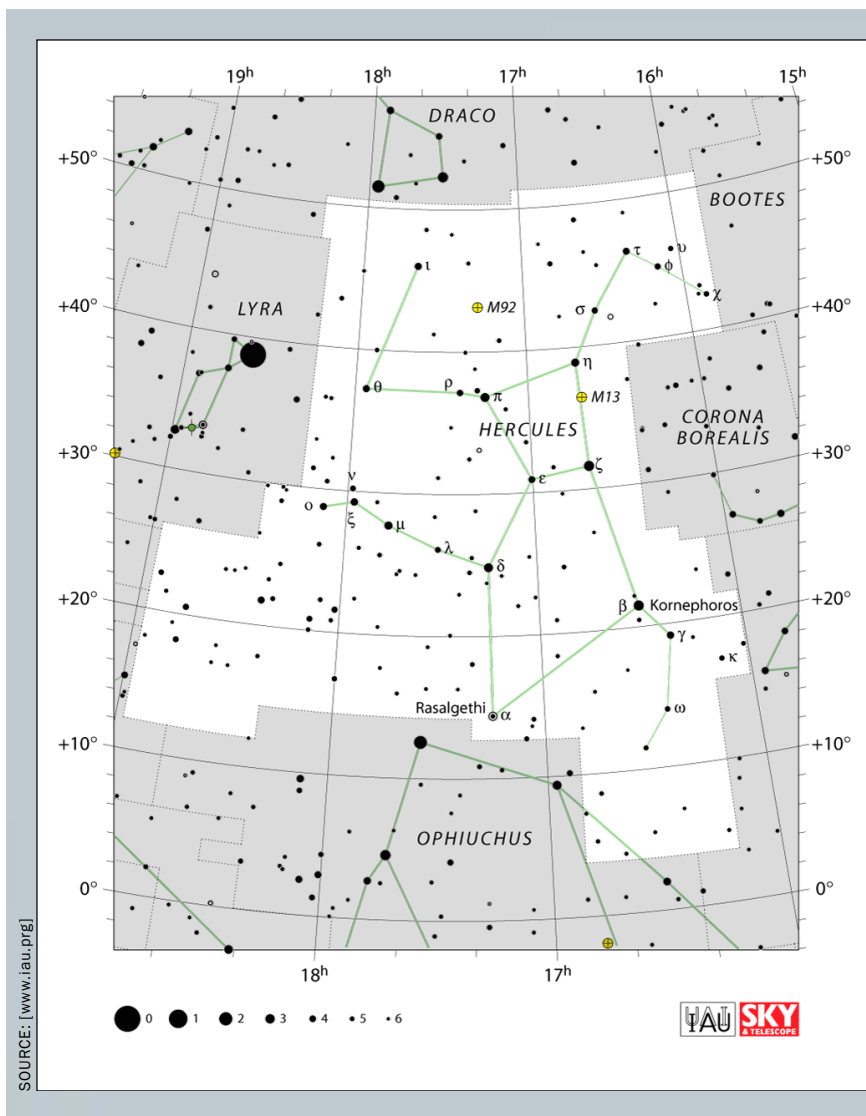 19h 18h 17h 16h 15h
DRACO
+50° +50°
BOOTES
τ υ
φ
ι χ
+40° M92 +40°
LYRA σ
η
θ ρ π M13
HERCULES CORONA
BOREALIS
+30° ε ζ +30°
ν
ο ξ μ
λ δ
+20° β Kornephoros +20°
γ
κ
Rasalgethi α ω
+10° +10°
OPHIUCHUS
0° 0°
18h 17h
0 1 2 3 4 5 6
IAU SKY
& TELESCOPE
SOURCE: [www.iau.prg]